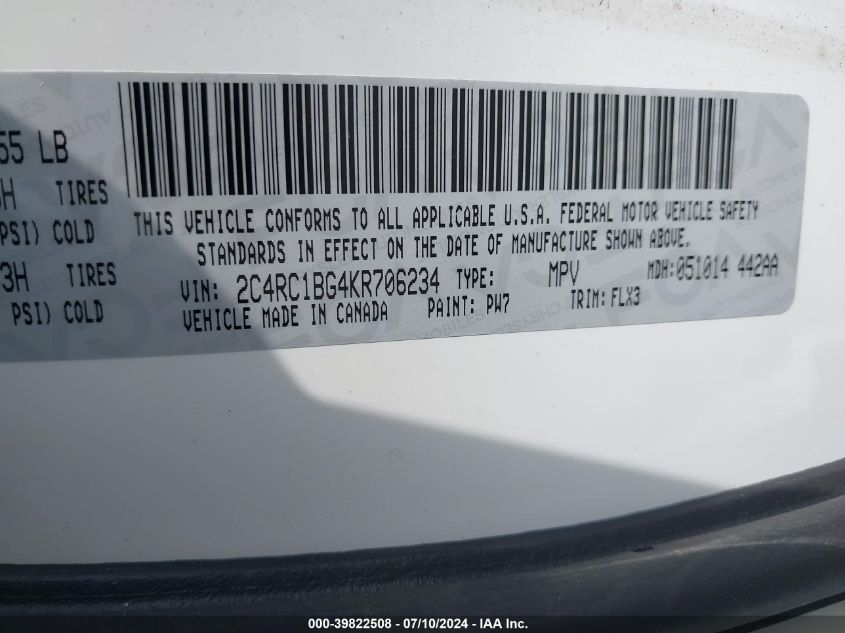 55 LB
TIRES
PSI) COLD
3H TIRES
PSI) COLD
THIS VEHICLE CONFORMS TO ALL APPLICABLE U.S.A. FEDERAL MOTOR VEHICLE SAFETY
STANDARDS IN EFFECT ON THE DATE OF MANUFACTURE SHOWN ABOVE.
VIN: 2C4RC1BG4KR706234 TYPE: MPV MDH:051014 442AA
VEHICLE MADE IN CANADA PAINT: PW7 TRIM: FLX3
000-39822508 - 07/10/2024 - IAA Inc.